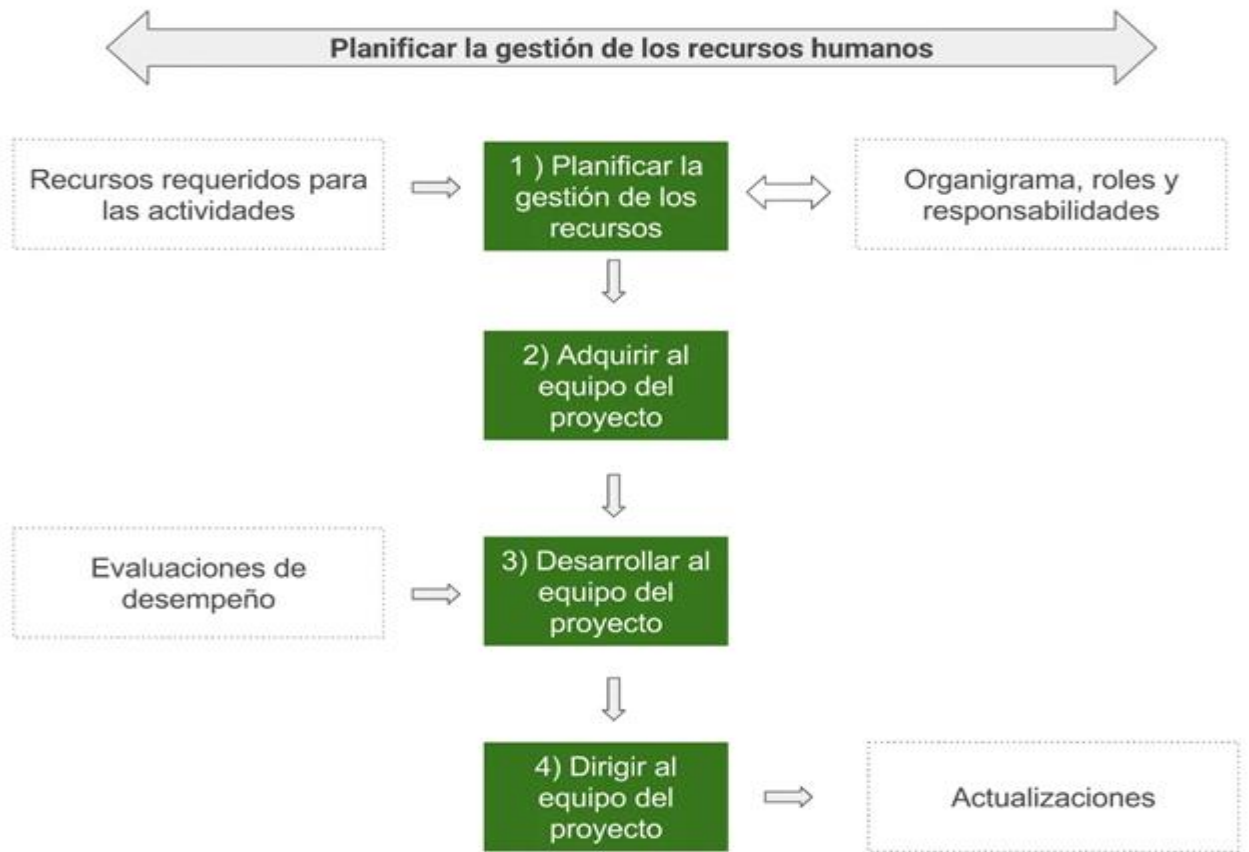 Planificar la gestión de los recursos humanos
Recursos requeridos para
las actividades
1 ) Planificar la
gestión de los
recursos
Organigrama, roles y
responsabilidades
2) Adquirir al
equipo del
proyecto
Evaluaciones de
desempeño
3) Desarrollar al
equipo del
proyecto
4) Dirigir al
equipo del
proyecto
Actualizaciones